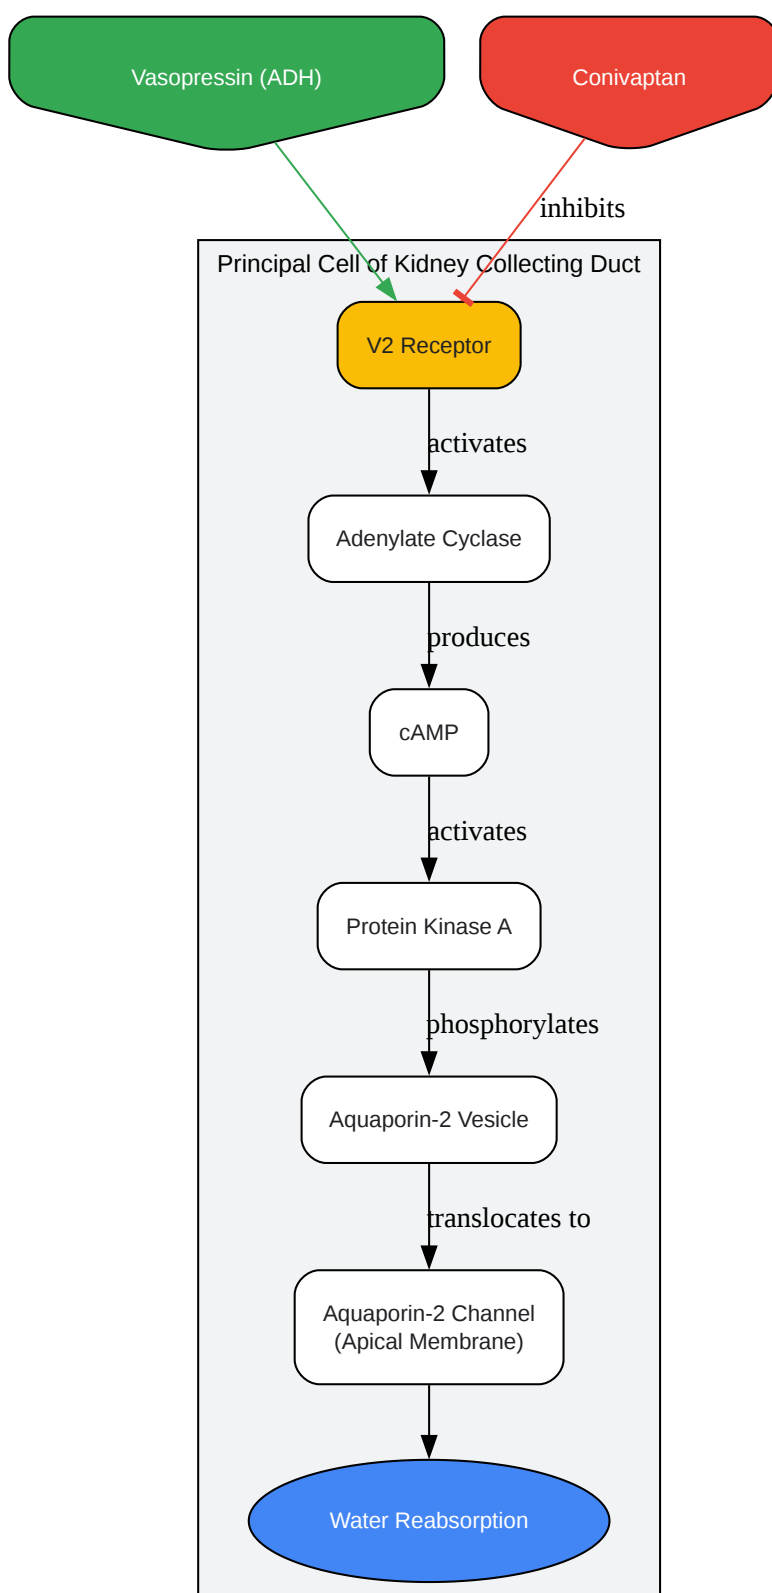 Vasopressin (ADH)
Conivaptan
inhibits
Principal Cell of Kidney Collecting Duct
V2 Receptor
activates
Adenylate Cyclase
produces
cAMP
activates
Protein Kinase A
phosphorylates
Aquaporin-2 Vesicle
translocates to
Aquaporin-2 Channel
(Apical Membrane)
Water Reabsorption